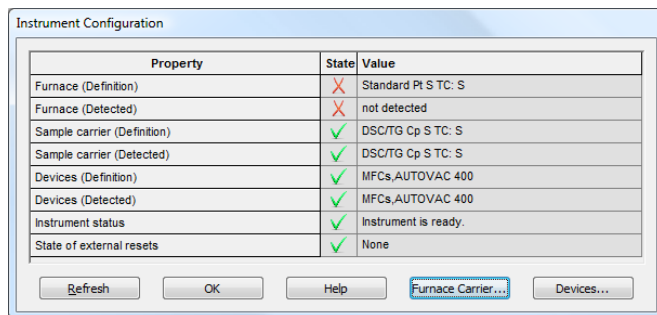 Instrument Configuration
Property State Value
Furnace (Definition) Standard Pt S TC: S
Furnace (Detected) not detected
Sample carrier (Definition) DSC/TG Cp S TC: S
Sample carrier (Detected) DSC/TG Cp S TC: S
Devices (Definition) MFCs,AUTOVAC 400
Devices (Detected) MFCs,AUTOVAC 400
Instrument status Instrument is ready.
State of external resets None
Refresh OK Help Furnace Carrier... Devices...